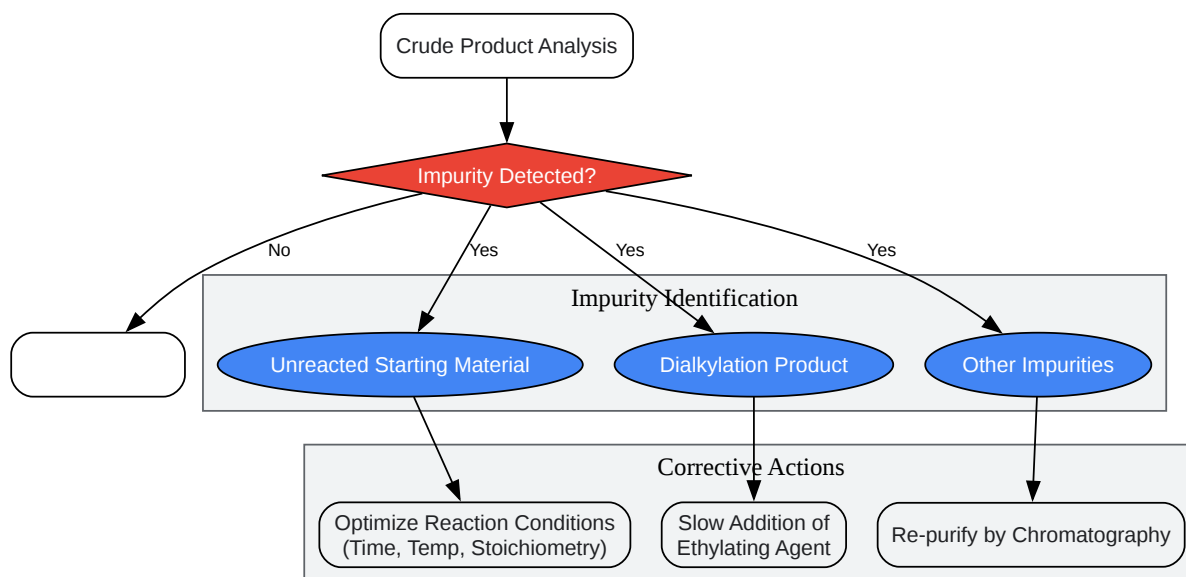 Crude Product Analysis
Impurity Detected?
No
Yes
Yes
Yes
Impurity Identification
Unreacted Starting Material
Dialkylation Product
Other Impurities
Corrective Actions
Optimize Reaction Conditions
(Time, Temp, Stoichiometry)
Slow Addition of
Ethylating Agent
Re-purify by Chromatography